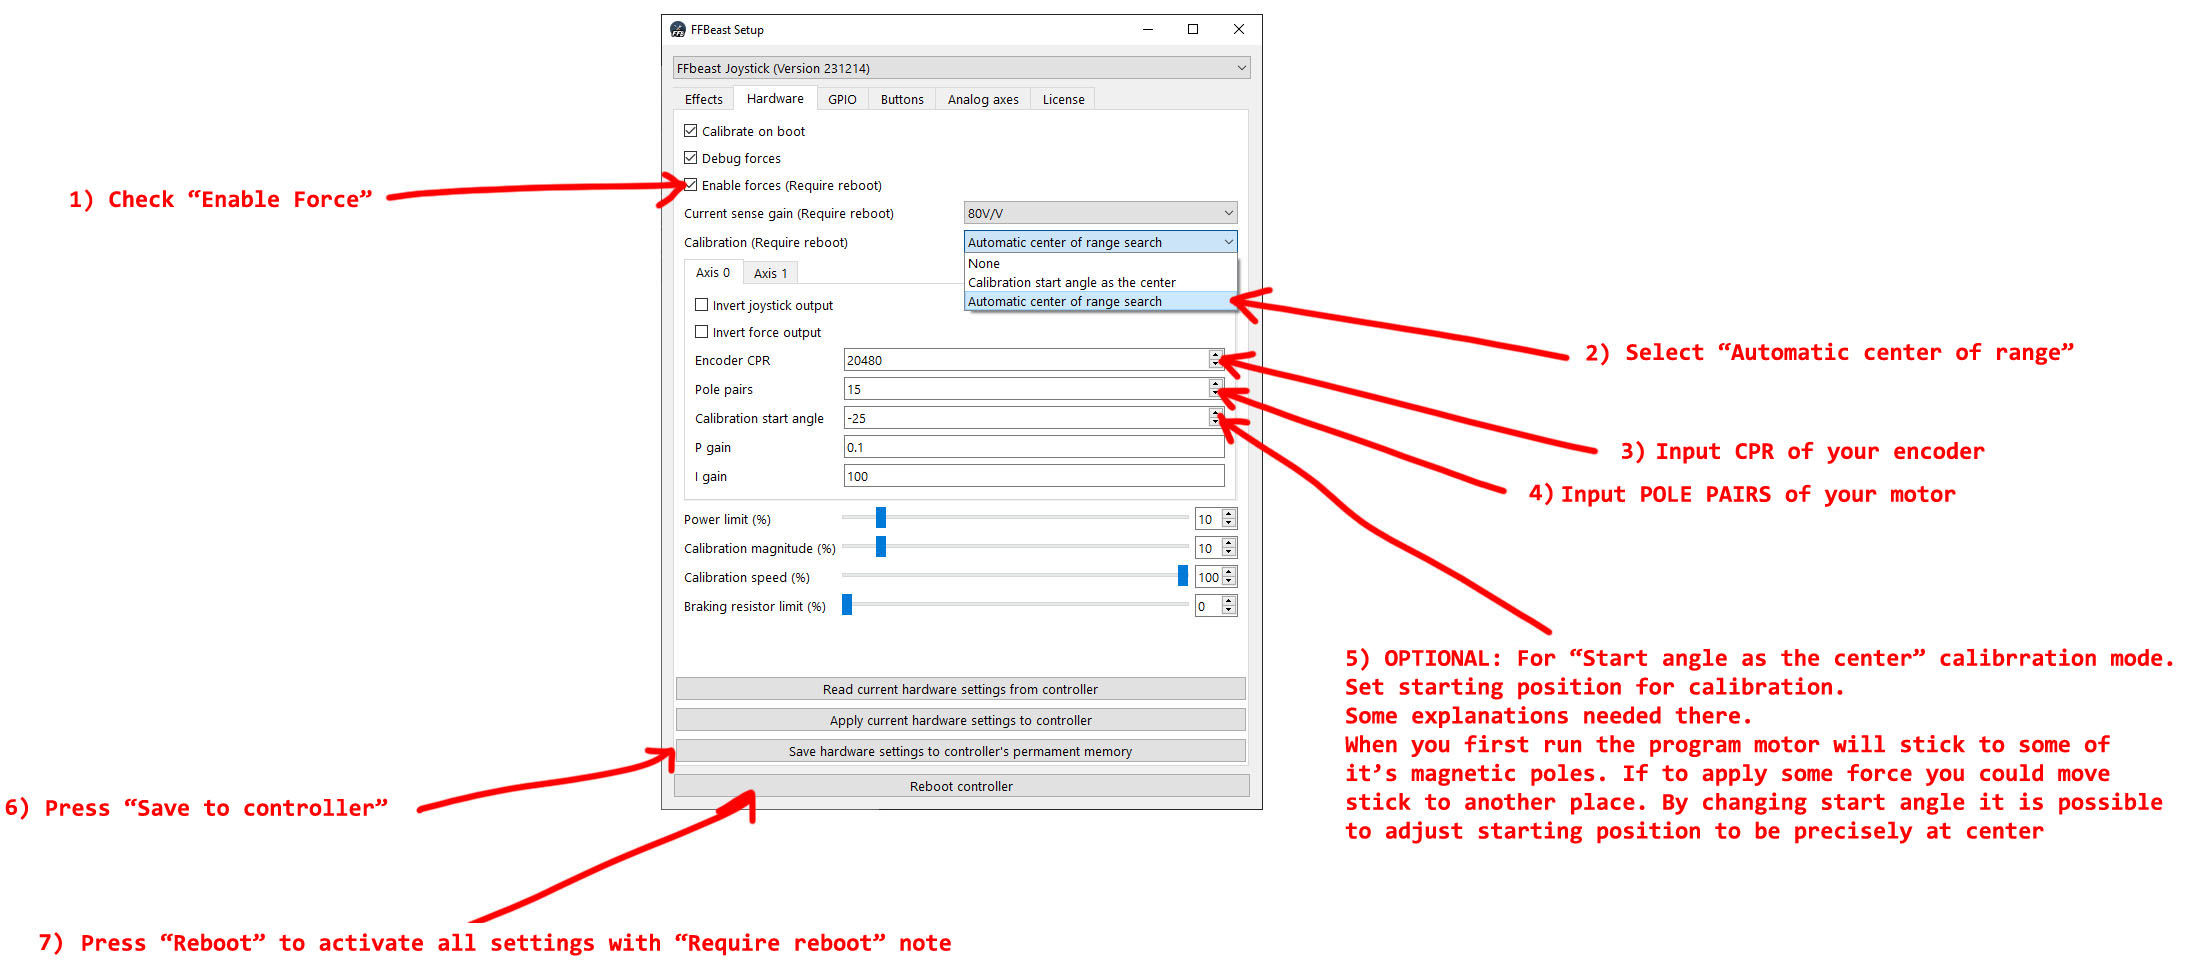 FFBeast Setup
FFbeast Joystick (Version 231214)
Effects Hardware GPIO Buttons Analog axes License
Calibrate on boot
Debug forces
Enable forces (Require reboot)
1) Check “Enable Force”
Current sense gain (Require reboot) 80V/V
Calibration (Require reboot) Automatic center of range search
None
Calibration start angle as the center
Automatic center of range search
Axis 0 Axis 1
Invert joystick output
Invert force output
2) Select “Automatic center of range”
Encoder CPR 20480
Pole pairs 15
Calibration start angle -25
P gain 0.1
I gain 100
3) Input CPR of your encoder
4) Input POLE PAIRS of your motor
Power limit (%) 10
Calibration magnitude (%) 10
Calibration speed (%) 100
Braking resistor limit (%) 0
5) OPTIONAL: For “Start angle as the center” calibrration mode.
Set starting position for calibration.
Some explanations needed there.
When you first run the program motor will stick to some of
it’s magnetic poles. If to apply some force you could move
stick to another place. By changing start angle it is possible
to adjust starting position to be precisely at center
Read current hardware settings from controller
Apply current hardware settings to controller
Save hardware settings to controller's permament memory
Reboot controller
6) Press “Save to controller”
7) Press “Reboot” to activate all settings with “Require reboot” note